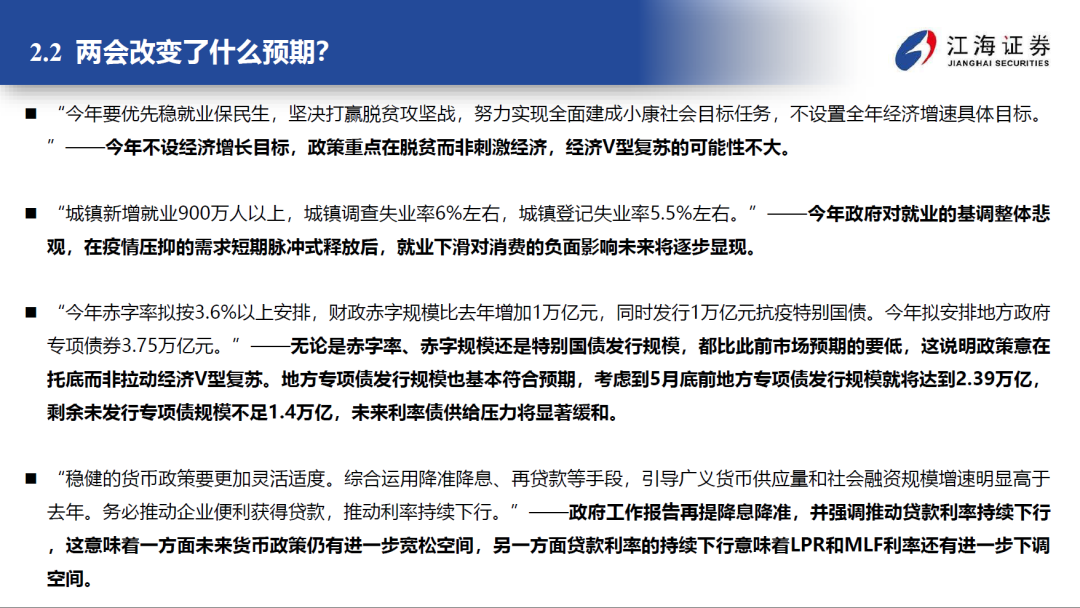 2.2 两会改变了什么预期？
江海证券
JIANGHAI SECURITIES
■ “今年要优先稳就业保民生，坚决打赢脱贫攻坚战，努力实现全面建成小康社会目标任务，不设置全年经济增速具体目标。
”——今年不设经济增长目标，政策重点在脱贫而非刺激经济，经济V型复苏的可能性不大。
■ “城镇新增就业900万人以上，城镇调查失业率6%左右，城镇登记失业率5.5%左右。”——今年政府对就业的基调整体悲
观，在疫情压抑的需求短期脉冲式释放后，就业下滑对消费的负面影响未来将逐步显现。
■ “今年赤字率拟按3.6%以上安排，财政赤字规模比去年增加1万亿元，同时发行1万亿元抗疫特别国债。今年拟安排地方政府
专项债券3.75万亿元。”——无论是赤字率、赤字规模还是特别国债发行规模，都比此前市场预期的要低，这说明政策意在
托底而非拉动经济V型复苏。地方专项债发行规模也基本符合预期，考虑到5月底前地方专项债发行规模就将达到2.39万亿，
剩余未发行专项债规模不足1.4万亿，未来利率债供给压力将显著缓和。
■ “稳健的货币政策要更加灵活适度。综合运用降准降息、再贷款等手段，引导广义货币供应量和社会融资规模增速明显高于
去年。务必推动企业便利获得贷款，推动利率持续下行。”——政府工作报告再提降息降准，并强调推动贷款利率持续下行
，这意味着一方面未来货币政策仍有进一步宽松空间，另一方面贷款利率的持续下行意味着LPR和MLF利率还有进一步下调
空间。